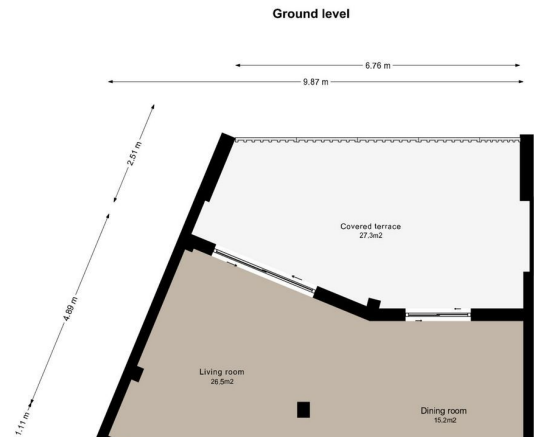 Ground level
6.76 m
9.87 m
2.51 m
Covered terrace
27.3m2
4.89 m
Living room
26.5m2
Dining room
15.2m2
1.11 m